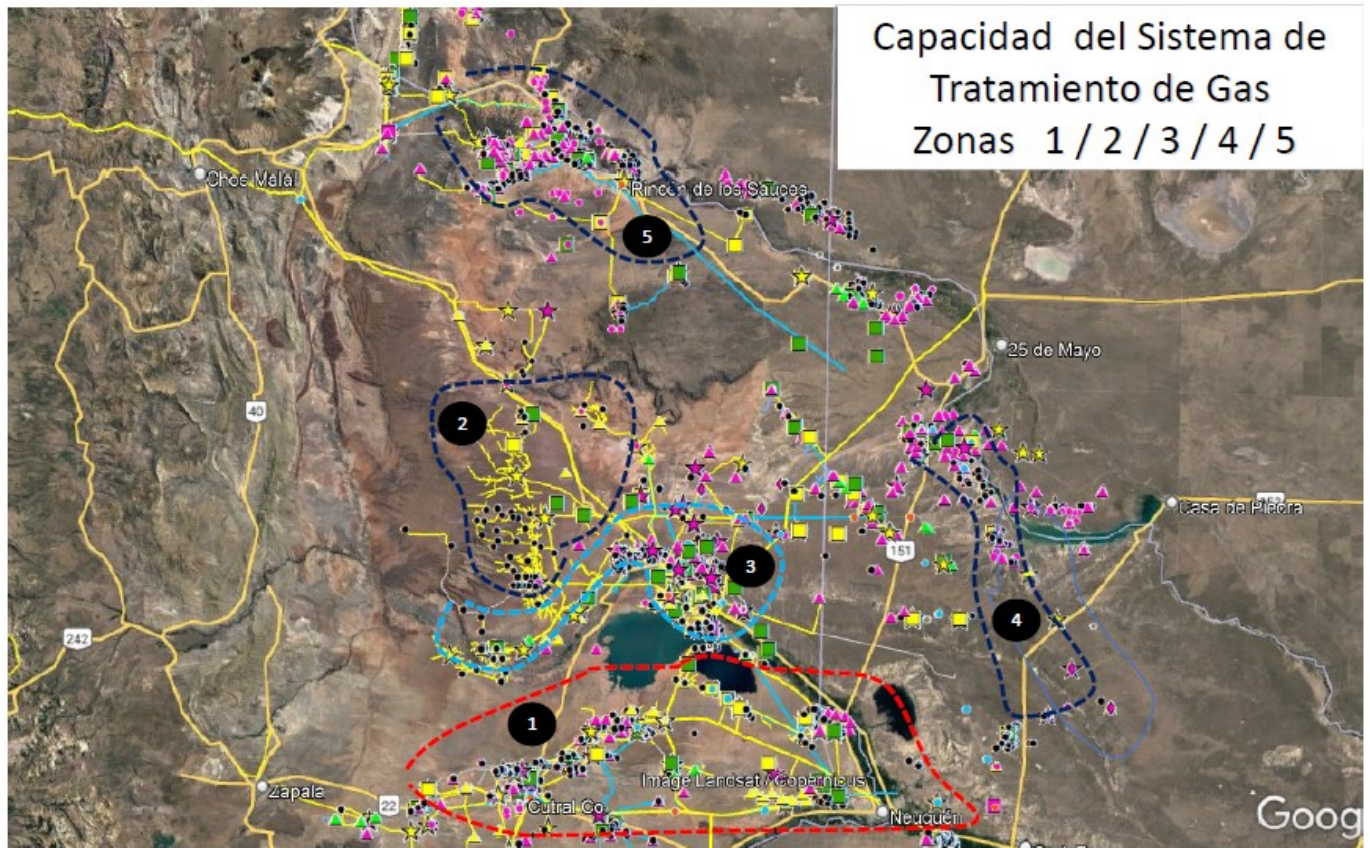 Capacidad del Sistema de
Tratamiento de Gas
Zonas 1 / 2 / 3 / 4 / 5
Chos Malal
Rincón de los Sauces
5
25 de Mayo
40
2
Casa de Piedra
151
3
4
242
1
Image Landsat / Copernicus
Zapala
22
Cutral Co
Neuquén
Goog